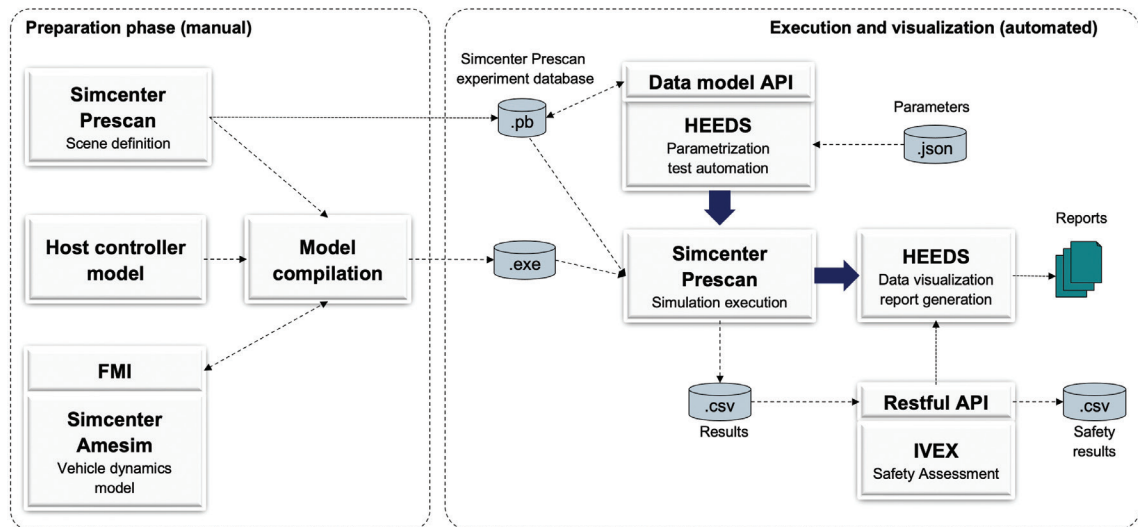 Preparation phase (manual)
Simcenter
Prescan
Scene definition
Host controller
model
Model
compilation
FMI
Simcenter
Amesim
Vehicle dynamics
model
Execution and visualization (automated)
Simcenter Prescan
experiment database
.pb
Data model API
HEEDS
Parametrization
test automation
Parameters
.json
.exe
Simcenter
Prescan
Simulation execution
HEEDS
Data visualization
report generation
Reports
.csv
Results
Restful API
IVEX
Safety Assessment
.csv
Safety
results